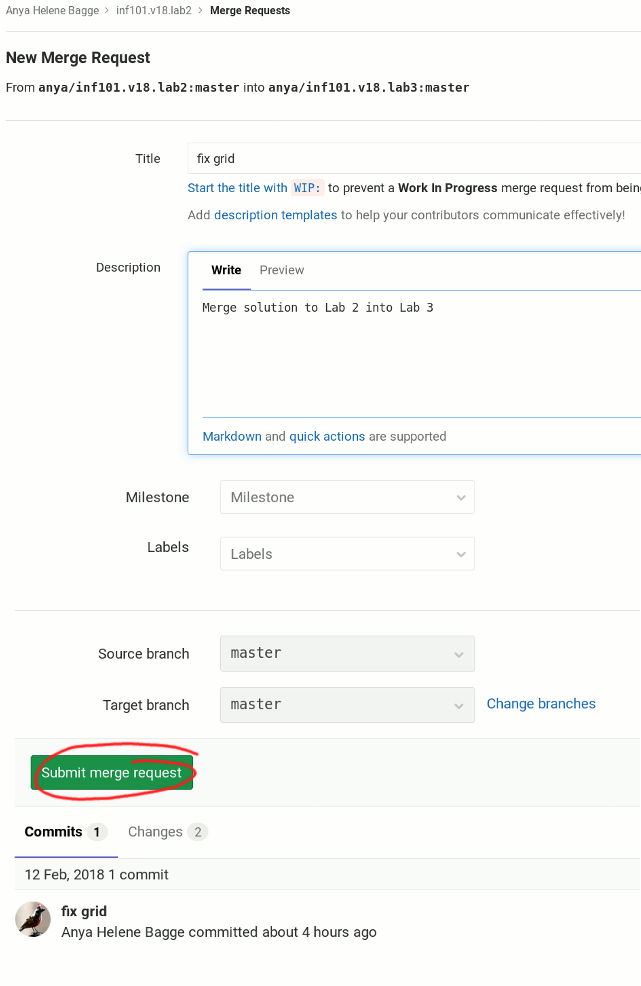 Anya Helene Bagge > inf101.v18.lab2 > Merge Requests
New Merge Request
From anya/inf101.v18.lab2:master into anya/inf101.v18.lab3:master
Title
fix grid
Start the title with WIP: to prevent a Work In Progress merge request from bein
Add description templates to help your contributors communicate effectively!
Description
Write Preview
Merge solution to Lab 2 into Lab 3
Markdown and quick actions are supported
Milestone Milestone
Labels Labels
Source branch master
Target branch master Change branches
Submit merge request
Commits 1 Changes 2
12 Feb, 2018 1 commit
fix grid
Anya Helene Bagge committed about 4 hours ago